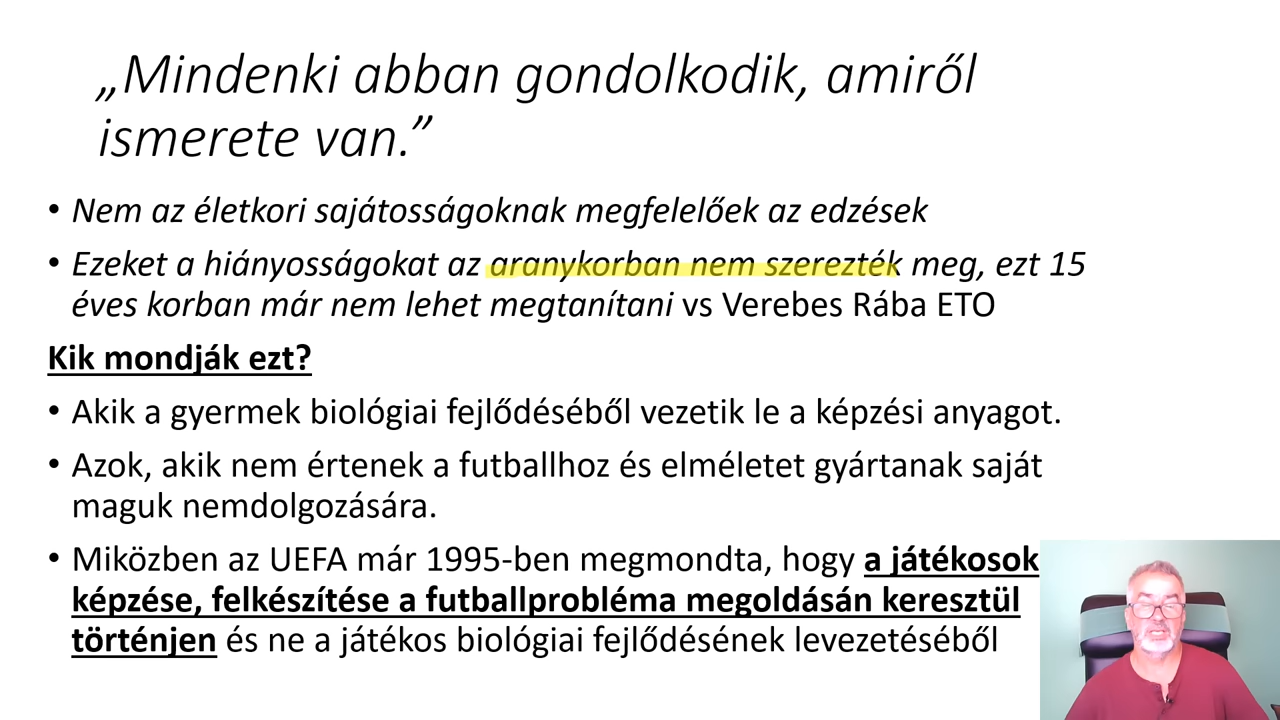 „Mindenki abban gondolkodik, amiről
ismerete van.”
• Nem az életkori sajátosságoknak megfelelőek az edzések
• Ezeket a hiányosságokat az aranykorban nem szerezték meg, ezt 15
éves korban már nem lehet megtanítani vs Verebes Rába ETO
Kik mondják ezt?
• Akik a gyermek biológiai fejlődéséből vezetik le a képzési anyagot.
• Azok, akik nem értenek a futballhoz és elméletet gyártanak saját
maguk nemdolgozására.
• Miközben az UEFA már 1995-ben megmondta, hogy a játékosok
képzése, felkészítése a futballprobléma megoldásán keresztül
történjen és ne a játékos biológiai fejlődésének levezetéséből